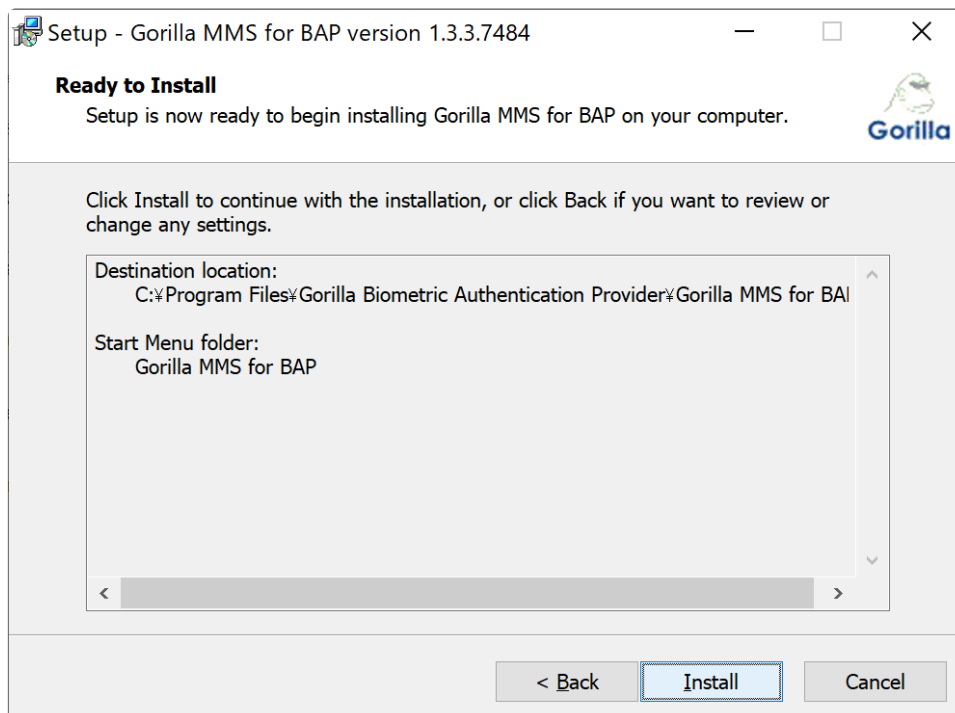 Setup - Gorilla MMS for BAP version 1.3.3.7484
Ready to Install
Setup is now ready to begin installing Gorilla MMS for BAP on your computer.
Gorilla
Click Install to continue with the installation, or click Back if you want to review or
change any settings.
Destination location:
C:¥Program Files¥Gorilla Biometric Authentication Provider¥Gorilla MMS for
Start Menu folder:
Gorilla MMS for BAP
< Back
Install
Cancel